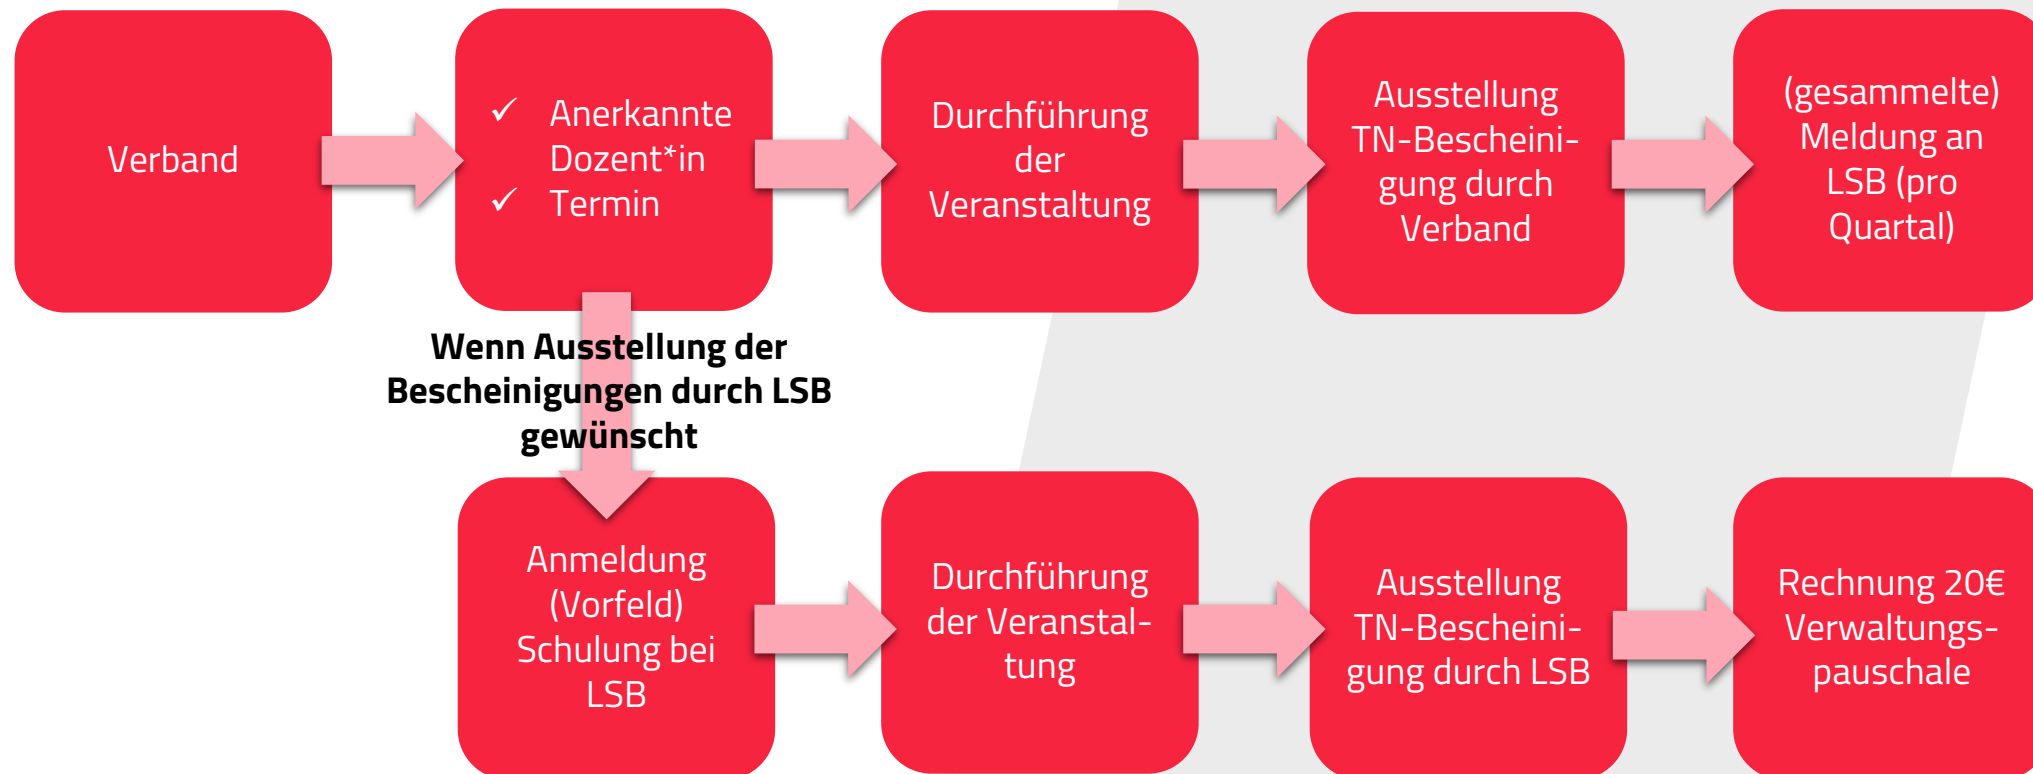 Verband
✓ Anerkannte
Dozent*in
✓ Termin
Durchführung
der
Veranstaltung
Ausstellung
TN-Bescheini-
gung durch
Verband
(gesammelte)
Meldung an
LSB (pro
Quartal)
Wenn Ausstellung der
Bescheinigungen durch LSB
gewünscht
Anmeldung
(Vorfeld)
Schulung bei
LSB
Durchführung
der Veranstal-
tung
Ausstellung
TN-Bescheini-
gung durch LSB
Rechnung 20€
Verwaltungs-
pauschale